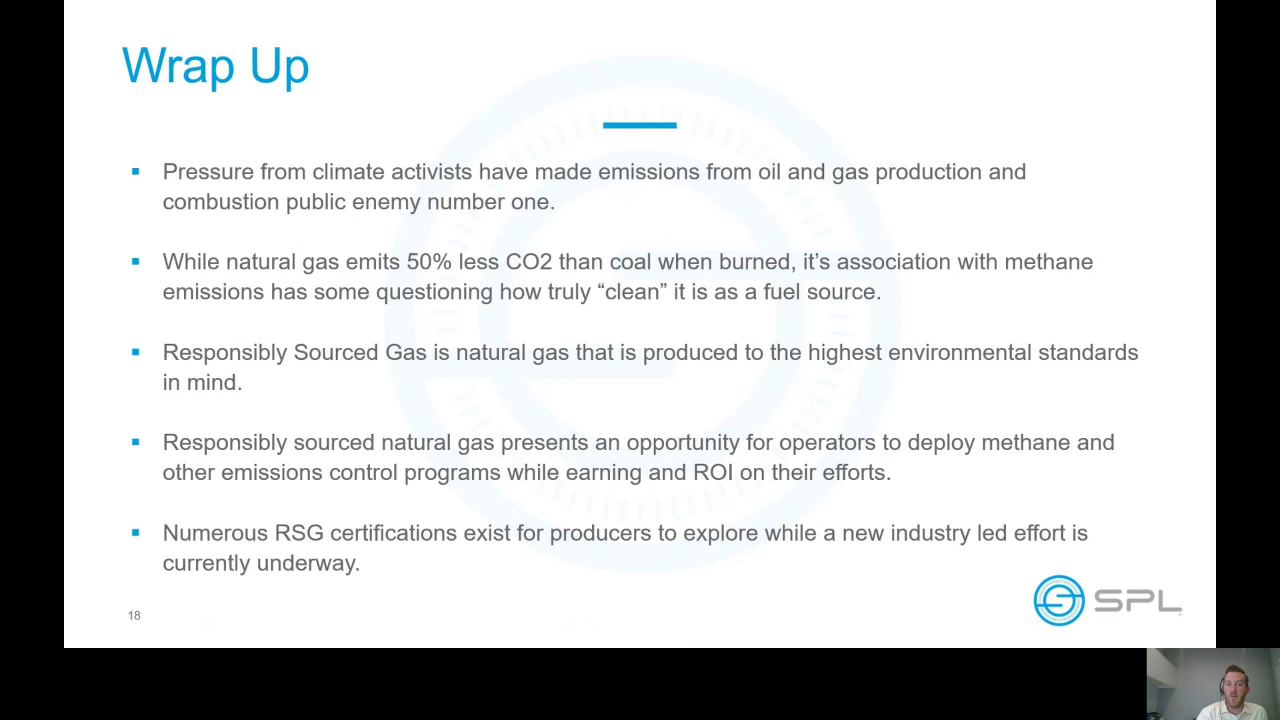 Wrap Up
▪ Pressure from climate activists have made emissions from oil and gas production and
combustion public enemy number one.
▪ While natural gas emits 50% less CO2 than coal when burned, it’s association with methane
emissions has some questioning how truly “clean” it is as a fuel source.
▪ Responsibly Sourced Gas is natural gas that is produced to the highest environmental standards
in mind.
▪ Responsibly sourced natural gas presents an opportunity for operators to deploy methane and
other emissions control programs while earning and ROI on their efforts.
▪ Numerous RSG certifications exist for producers to explore while a new industry led effort is
currently underway.
18
SPL